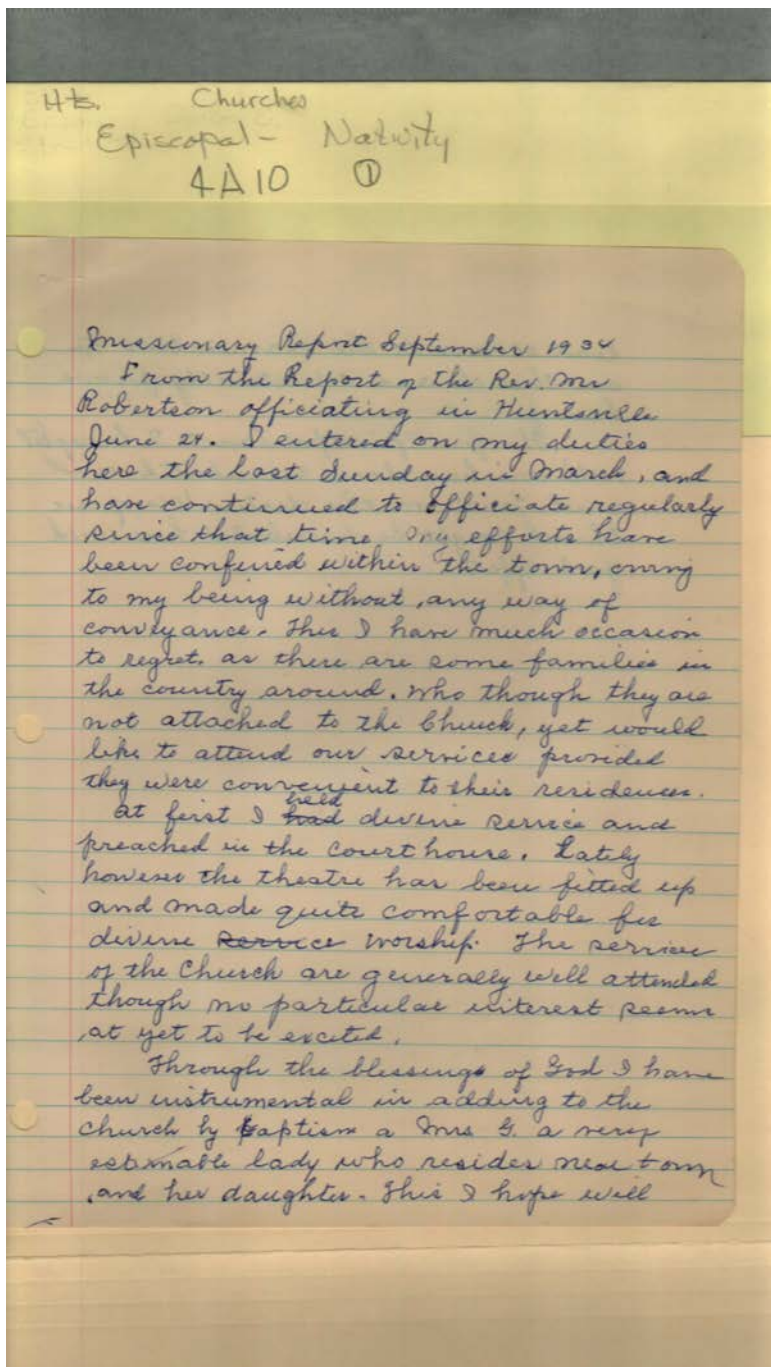 Hts. Churches
Episcopal - Nativity
4A10 ①
Missionary Report September 1934
From the Report of the Rev. Mr
Robertson officiating in Huntsville
June 24. I entered on my duties
here the last Sunday in March, and
have continued to officiate regularly
since that time. My efforts have
been confined within the town, owing
to my being without, any way of
conveyance. This I have much occasion
to regret. as there are some families in
the country around. Who though they are
not attached to the Church, yet would
like to attend our services provided
they were convenient to their residences.
At first I had held divine service and
preached in the courthouse. Lately
however the theatre has been fitted up
and made quite comfortable for
divine service worship. The services
of the Church are generally well attended
though no particular interest seems
at yet to be excited.
Through the blessings of God I have
been instrumental in adding to the
church by baptism a Mrs G. a very
estimable lady who resides near town
and her daughter. This I hope will